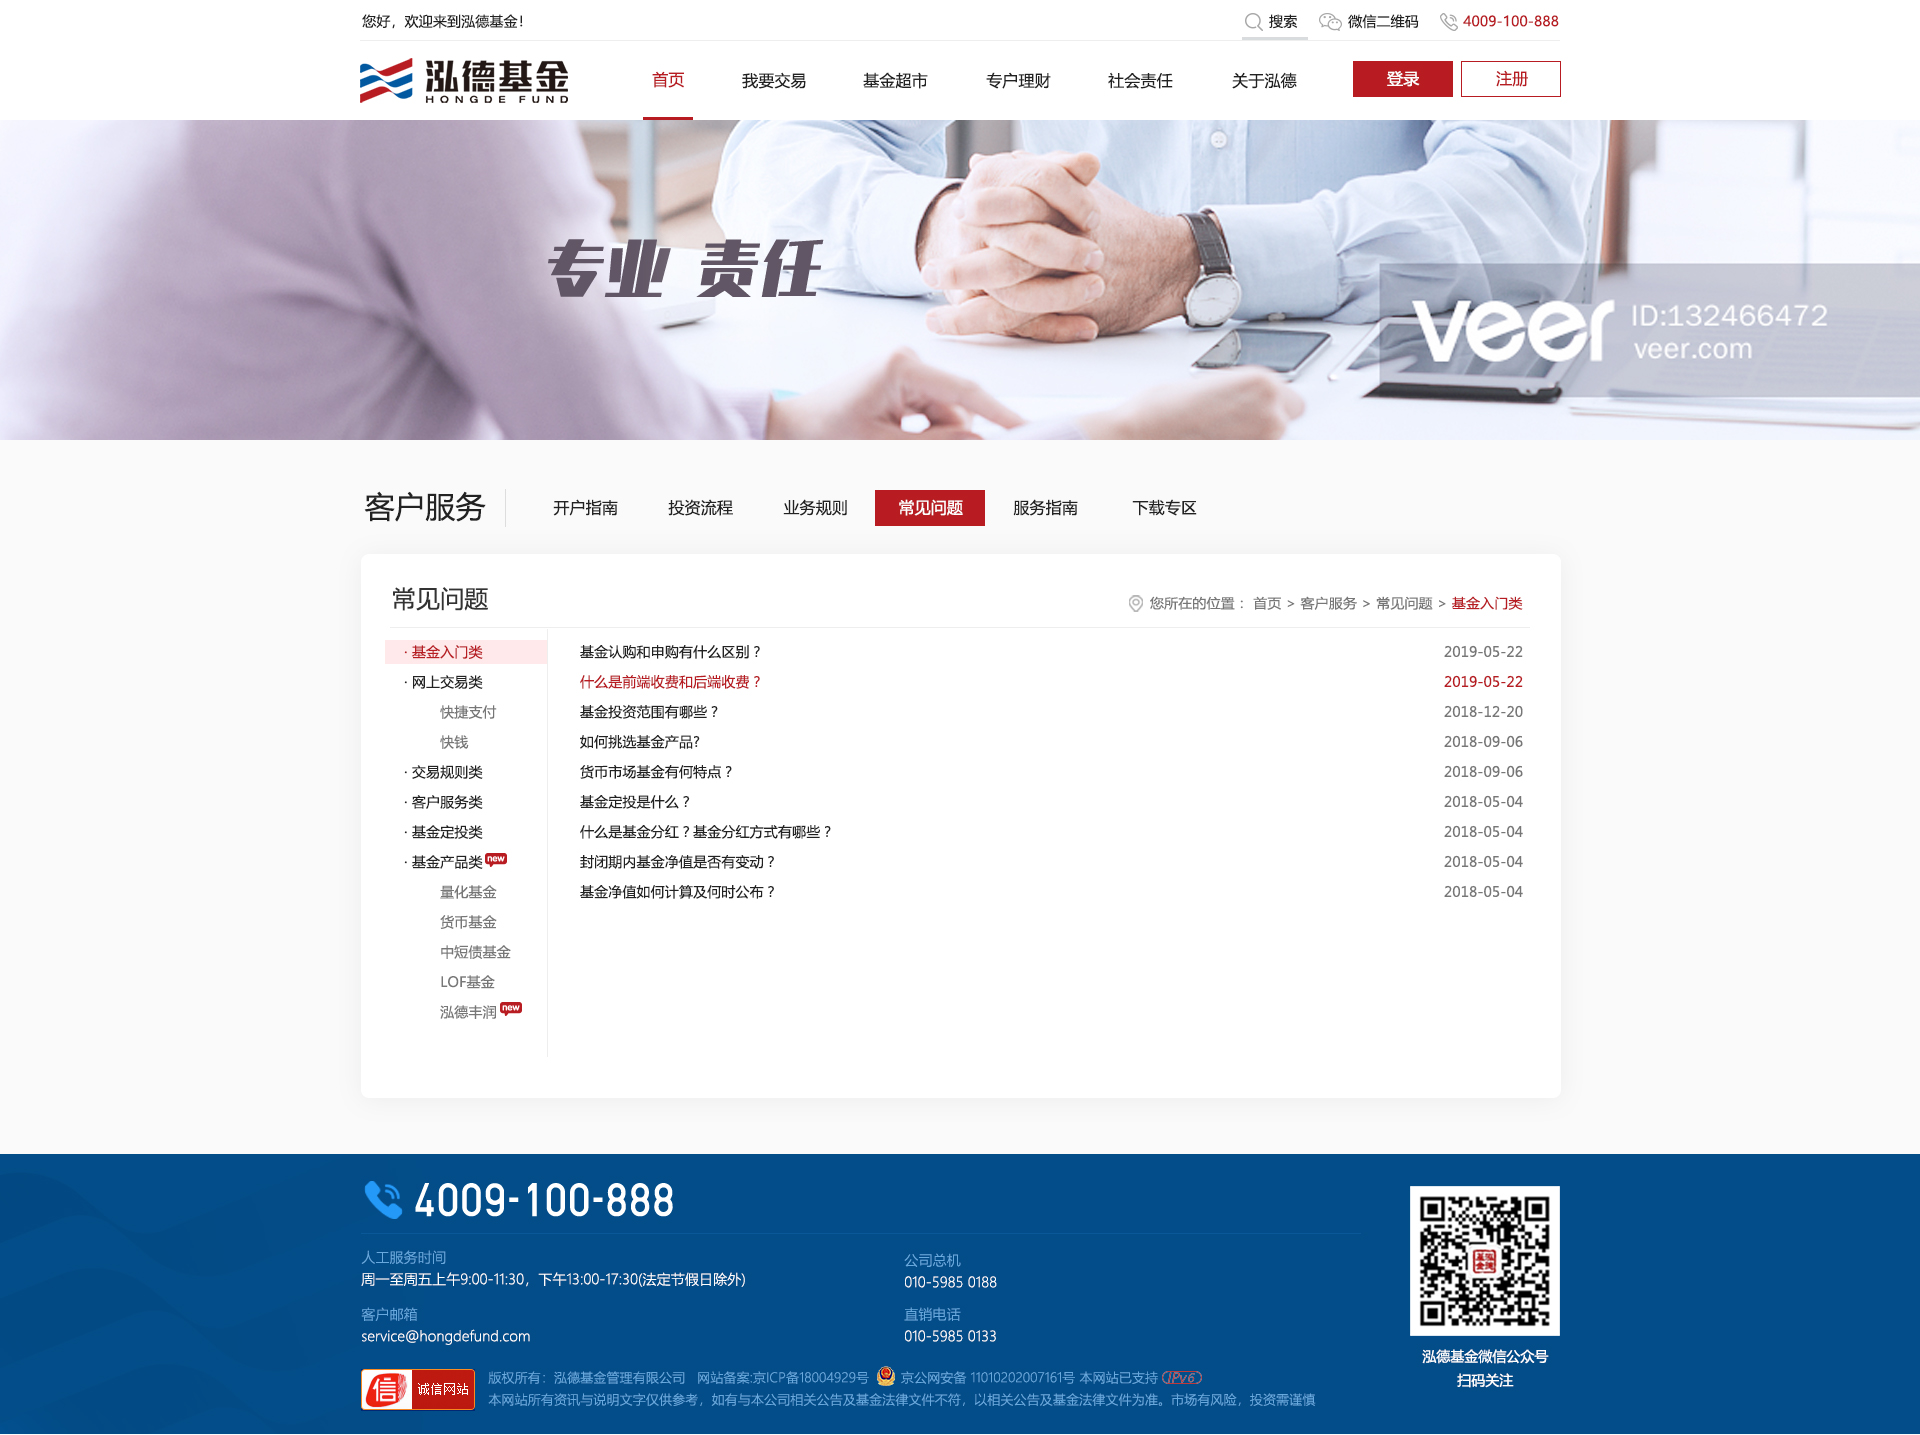 您好，欢迎来到泓德基金！
搜索
微信二维码
4009-100-888
泓德基金
HONGDE FUND
首页
我要交易
基金超市
专户理财
社会责任
关于泓德
登录
注册
专业 责任
veer ID:132466472
veer.com
客户服务
开户指南
投资流程
业务规则
常见问题
服务指南
下载专区
常见问题
您所在的位置： 首页 > 客户服务 > 常见问题 > 基金入门类
· 基金入门类
· 网上交易类
快捷支付
快钱
· 交易规则类
· 客户服务类
· 基金定投类
· 基金产品类 new
量化基金
货币基金
中短债基金
LOF基金
泓德丰润 new
基金认购和申购有什么区别？ 2019-05-22
什么是前端收费和后端收费？ 2019-05-22
基金投资范围有哪些？ 2018-12-20
如何挑选基金产品? 2018-09-06
货币市场基金有何特点？ 2018-09-06
基金定投是什么？ 2018-05-04
什么是基金分红？基金分红方式有哪些？ 2018-05-04
封闭期内基金净值是否有变动？ 2018-05-04
基金净值如何计算及何时公布？ 2018-05-04
4009-100-888
人工服务时间
周一至周五上午9:00-11:30，下午13:00-17:30(法定节假日除外)
客户邮箱
service@hongdefund.com
公司总机
010-5985 0188
直销电话
010-5985 0133
泓德基金微信公众号
扫码关注
信 诚信网站
版权所有：泓德基金管理有限公司 网站备案:京ICP备18004929号 京公网安备 11010202007161号 本网站已支持 IPv6
本网站所有资讯与说明文字仅供参考，如有与本公司相关公告及基金法律文件不符，以相关公告及基金法律文件为准。市场有风险，投资需谨慎